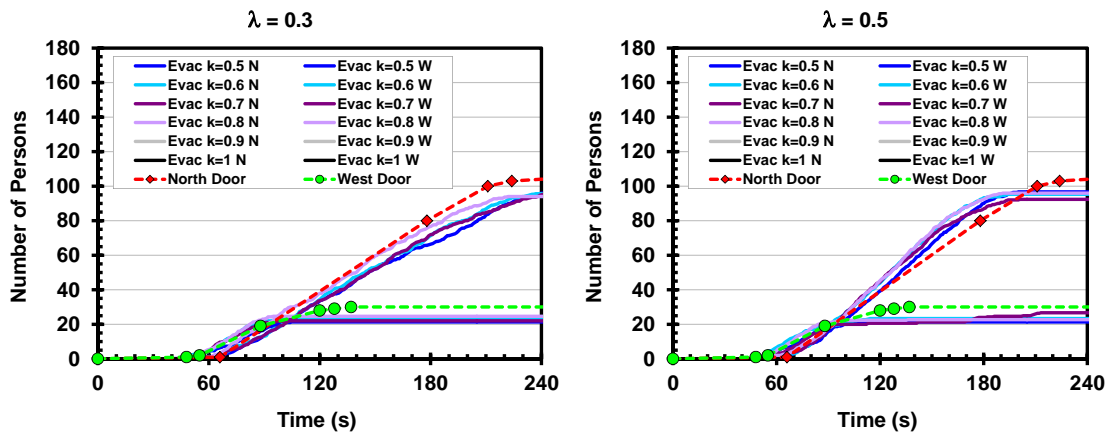 λ = 0.3
180
160
140
120
100
80
60
40
20
0
Number of Persons
Evac k=0.5 N
Evac k=0.5 W
Evac k=0.6 N
Evac k=0.6 W
Evac k=0.7 N
Evac k=0.7 W
Evac k=0.8 N
Evac k=0.8 W
Evac k=0.9 N
Evac k=0.9 W
Evac k=1 N
Evac k=1 W
North Door
West Door
0 60 120 180 240
Time (s)
λ = 0.5
180
160
140
120
100
80
60
40
20
0
Number of Persons
Evac k=0.5 N
Evac k=0.5 W
Evac k=0.6 N
Evac k=0.6 W
Evac k=0.7 N
Evac k=0.7 W
Evac k=0.8 N
Evac k=0.8 W
Evac k=0.9 N
Evac k=0.9 W
Evac k=1 N
Evac k=1 W
North Door
West Door
0 60 120 180 240
Time (s)